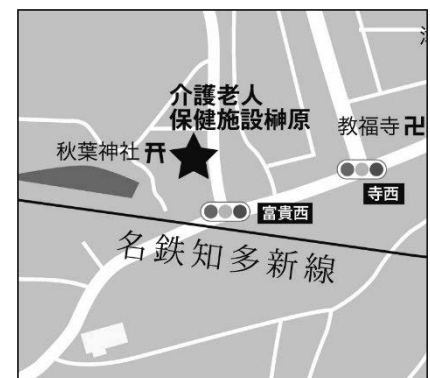 介護老人
保健施設榊原
教福寺
秋葉神社
寺西
富貴西
名鉄知多新線